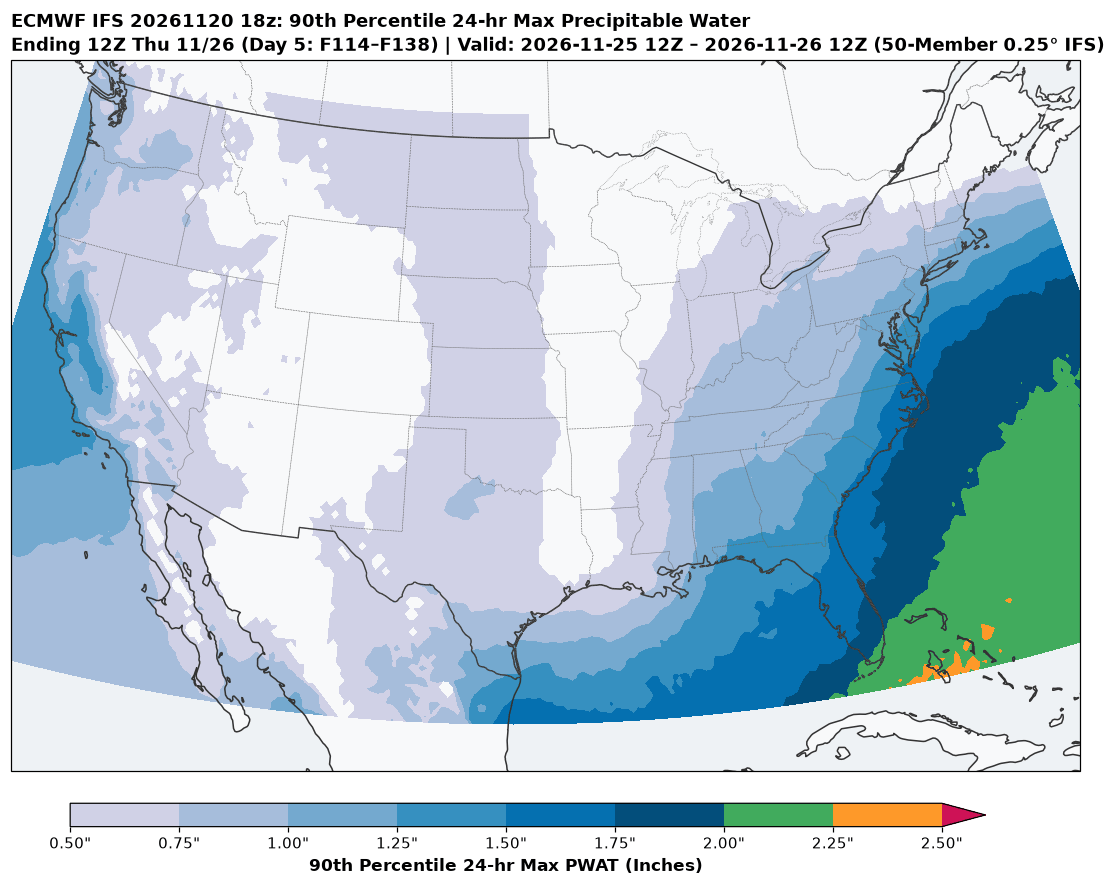 ECMWF IFS 20261120 18z: 90th Percentile 24-hr Max Precipitable Water
Ending 12Z Thu 11/26 (Day 5: F114–F138) | Valid: 2026-11-25 12Z – 2026-11-26 12Z (50-Member 0.25° IFS)
0.50" 0.75" 1.00" 1.25" 1.50" 1.75" 2.00" 2.25" 2.50"
90th Percentile 24-hr Max PWAT (Inches)